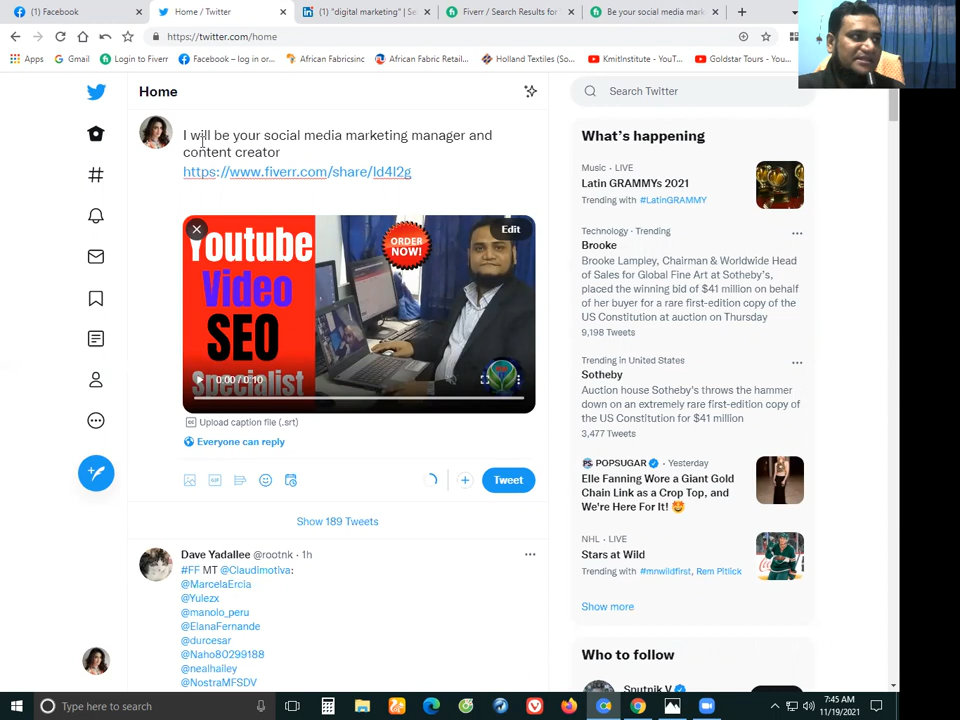 (1) Facebook
Home / Twitter
(1) "digital marketing" | Se
Fiverr / Search Results for
Be your social media mark
https://twitter.com/home
Apps
Gmail
Login to Fiverr
Facebook – log in or...
African Fabricsinc
African Fabric Retail...
Holland Textiles (So...
KmitInstitute - YouT...
Goldstar Tours - You...
Home
Search Twitter
I will be your social media marketing manager and
content creator
https://www.fiverr.com/share/ld4l2g
Youtube
Video
SEO
Specialist
ORDER
NOW!
Edit
0:00 / 0:10
Upload caption file (.srt)
Everyone can reply
GIF
Tweet
Show 189 Tweets
Dave Yadallee @rootnk · 1h
#FF MT @Claudimotiva:
@MarcelaErcia
@Yulezx
@manolo_peru
@ElanaFernande
@durcesar
@Naho80299188
@nealhailey
@NostraMFSDV
What's happening
Music · LIVE
Latin GRAMMYs 2021
Trending with #LatinGRAMMY
Technology · Trending
Brooke
Brooke Lampley, Chairman & Worldwide Head
of Sales for Global Fine Art at Sotheby's,
placed the winning bid of $41 million on behalf
of her buyer for a rare first-edition copy of the
US Constitution at auction on Thursday
9,198 Tweets
Trending in United States
Sotheby
Auction house Sotheby's throws the hammer
down on an extremely rare first-edition copy of
the US Constitution for $41 million
3,477 Tweets
POPSUGAR · Yesterday
Elle Fanning Wore a Giant Gold
Chain Link as a Crop Top, and
We're Here For It! 🤩
NHL · LIVE
Stars at Wild
Trending with #mnwildfirst, Rem Pitlick
Show more
Who to follow
Sputnik V
Type here to search
7:45 AM
11/19/2021